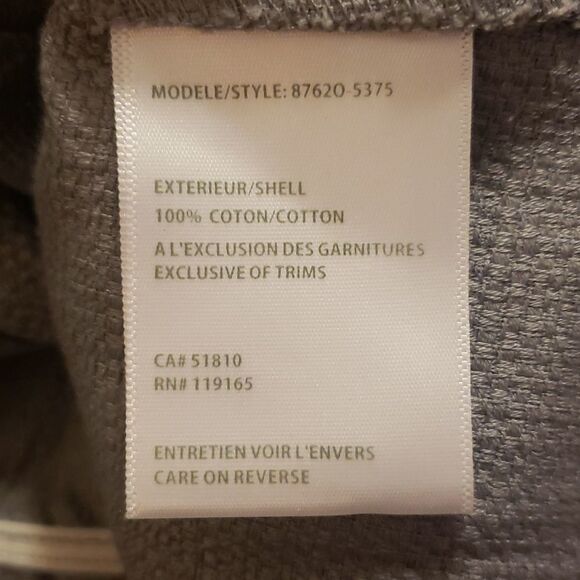 MODELE/STYLE: 8762O-5375
EXTERIEUR/SHELL
100% COTON/COTTON
A L'EXCLUSION DES GARNITURES
EXCLUSIVE OF TRIMS
CA# 51810
RN# 119165
ENTRETIEN VOIR L'ENVERS
CARE ON REVERSE